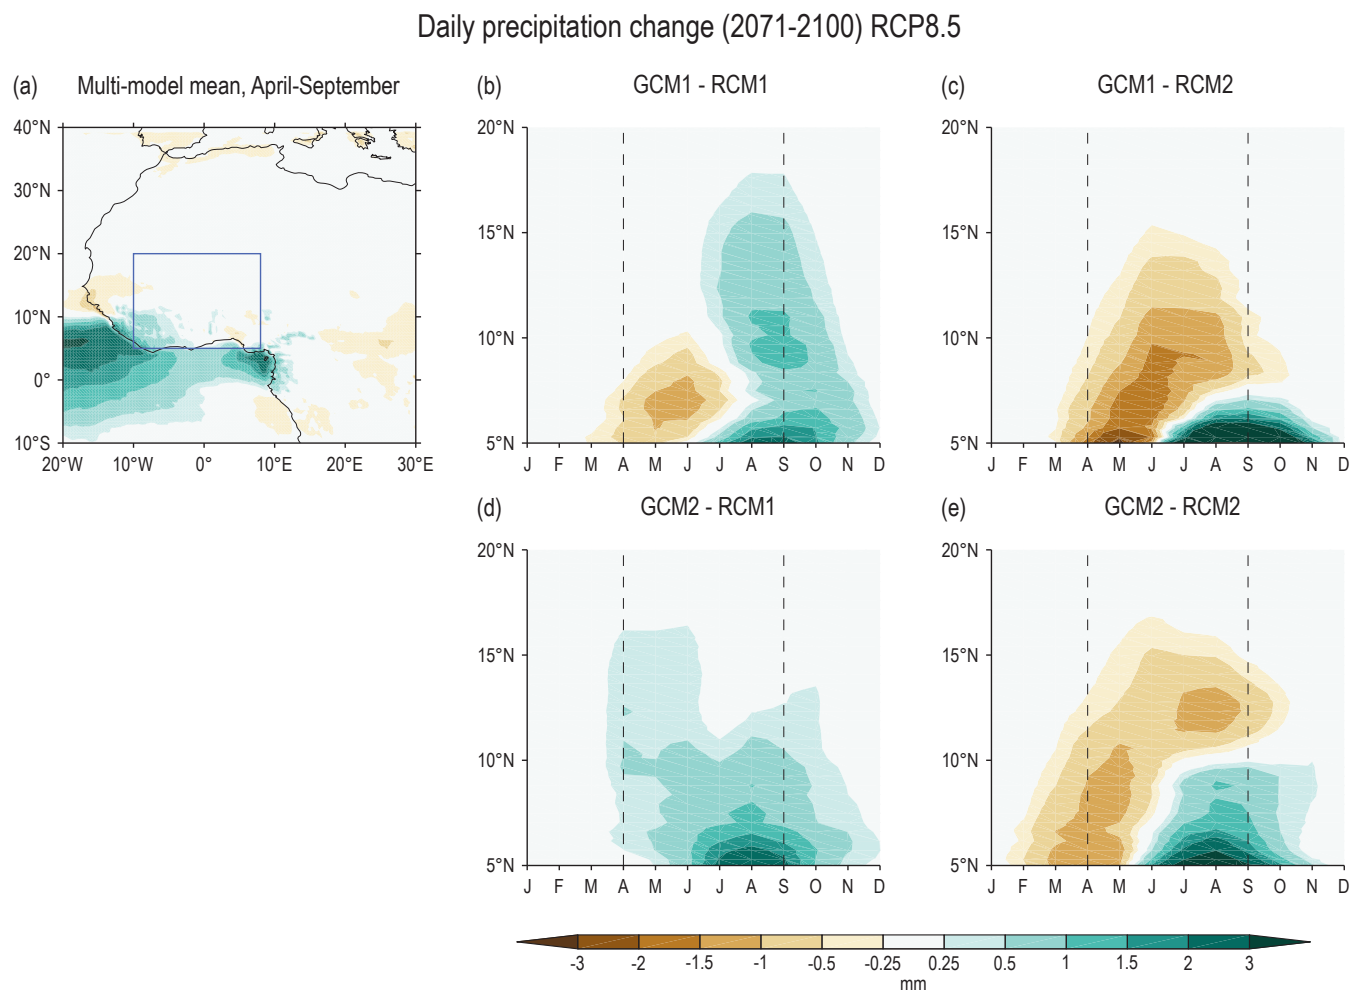 Daily precipitation change (2071-2100) RCP8.5
(a) Multi-model mean, April-September
40°N
30°N
20°N
10°N
0°
10°S
20°W 10°W 0° 10°E 20°E 30°E
(b) GCM1 - RCM1
20°N
15°N
10°N
5°N
J F M A M J J A S O N D
(c) GCM1 - RCM2
20°N
15°N
10°N
5°N
J F M A M J J A S O N D
(d) GCM2 - RCM1
20°N
15°N
10°N
5°N
J F M A M J J A S O N D
(e) GCM2 - RCM2
20°N
15°N
10°N
5°N
J F M A M J J A S O N D
-3 -2 -1.5 -1 -0.5 -0.25 0.25 0.5 1 1.5 2 3
mm